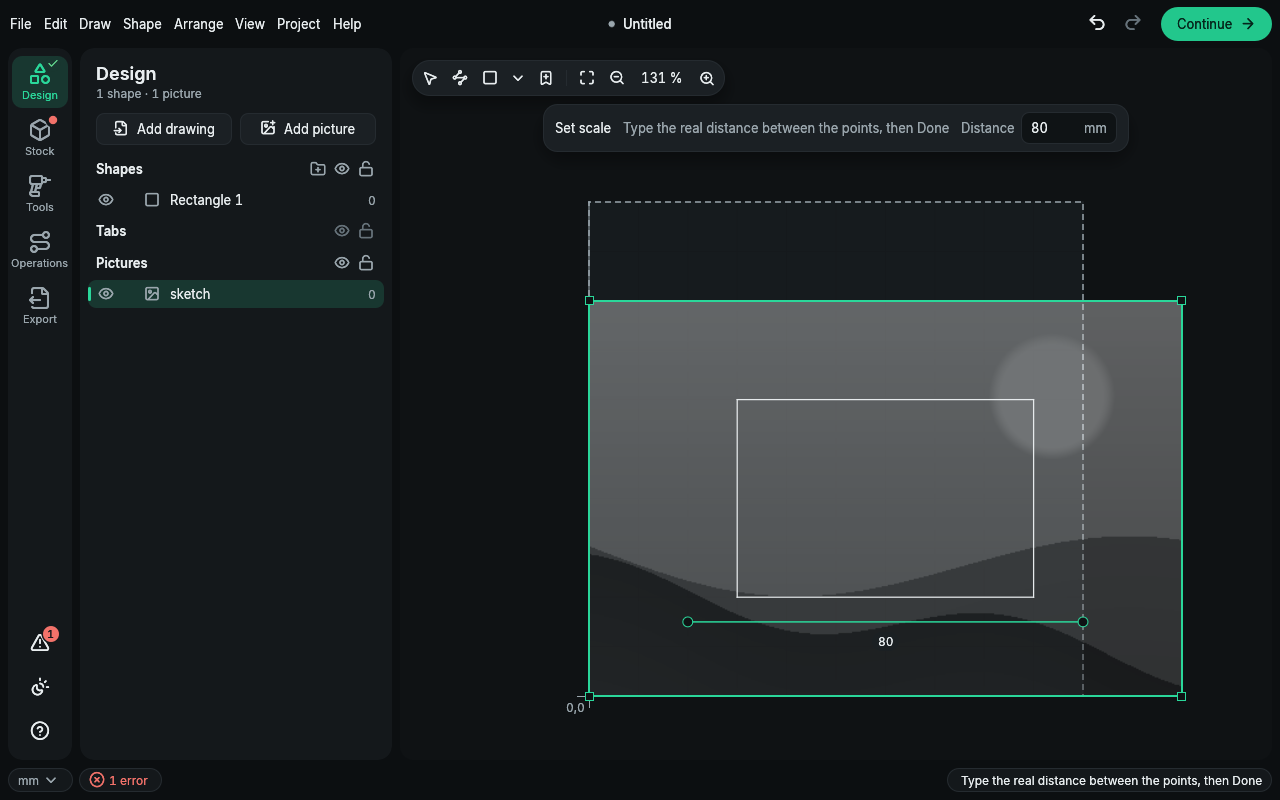 File Edit Draw Shape Arrange View Project Help
Untitled
Continue
Design
Stock
Tools
Operations
Export
1
Design
1 shape · 1 picture
Add drawing
Add picture
Shapes
Rectangle 1 0
Tabs
Pictures
sketch 0
131 %
Set scale Type the real distance between the points, then Done Distance 80 mm
80
0,0
mm
1 error
Type the real distance between the points, then Done